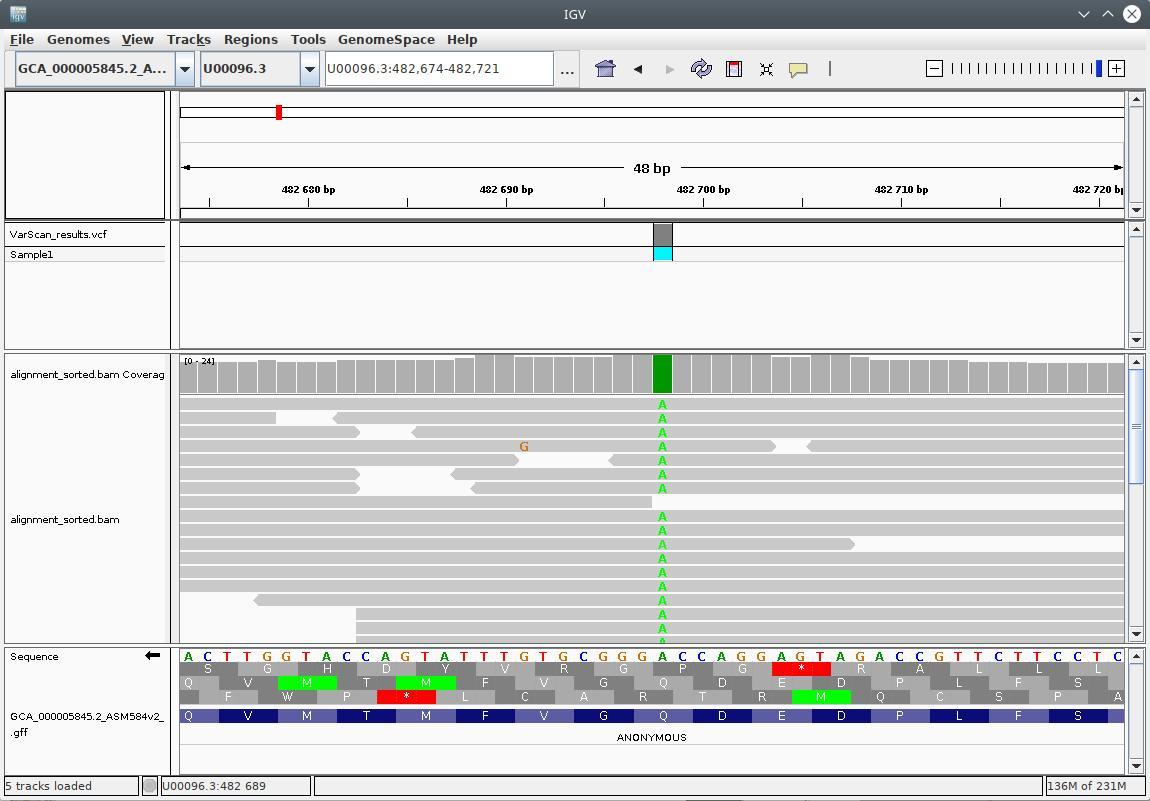 IGV
File Genomes View Tracks Regions Tools GenomeSpace Help
GCA_000005845.2_A... U00096.3 U00096.3:482,674-482,721 ...
48 bp
482 680 bp 482 690 bp 482 700 bp 482 710 bp 482 720 bp
VarScan_results.vcf
Sample1
[0 - 24]
alignment_sorted.bam Coverag
A
A
A
G A
A
A
A
alignment_sorted.bam A
A
A
A
A
A
A
A
A
Sequence A C T T G G T A C C A G T A T T T G T G C G G G A C C A G G A G T A G A C C G T T C T T C C T C
S G H D Y V R G G P G * R A L L L
Q V M T M F V G Q D E D P L F S
F W P * L C A R T R M Q C S P A
GCA_000005845.2_ASM584v2_ Q V M T M F V G Q D E D P L F S
.gff
ANONYMOUS
5 tracks loaded U00096.3:482 689 136M of 231M